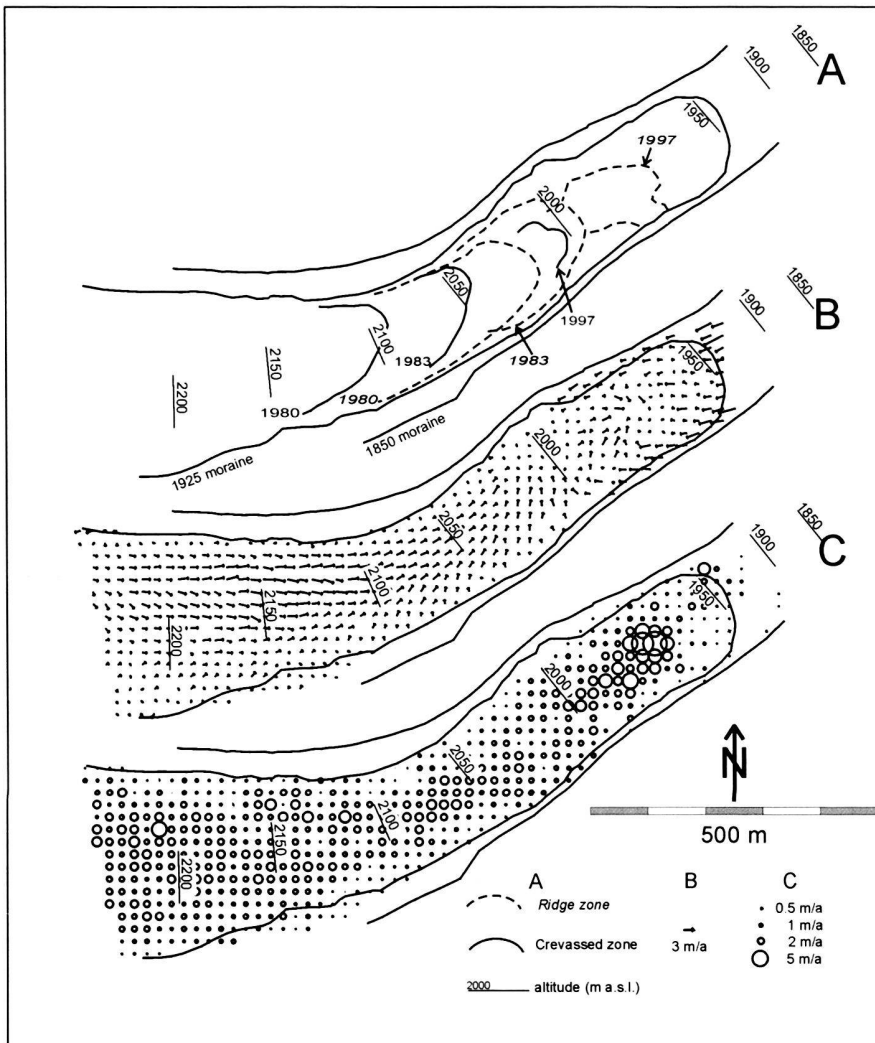 1850
1900
A
1950
1997
2000
2050
1997
2100
1983
1983
2150
1980
2200
1980
1850 moraine
1925 moraine
1850
1900
B
1950
2000
2050
2100
2150
2200
1850
1900
C
1950
2000
2050
2100
2150
2200
N
500 m
A
B
C
Ridge zone
0.5 m/a
1 m/a
Crevassed zone
3 m/a
2 m/a
5 m/a
2000
altitude (m a.s.l.)